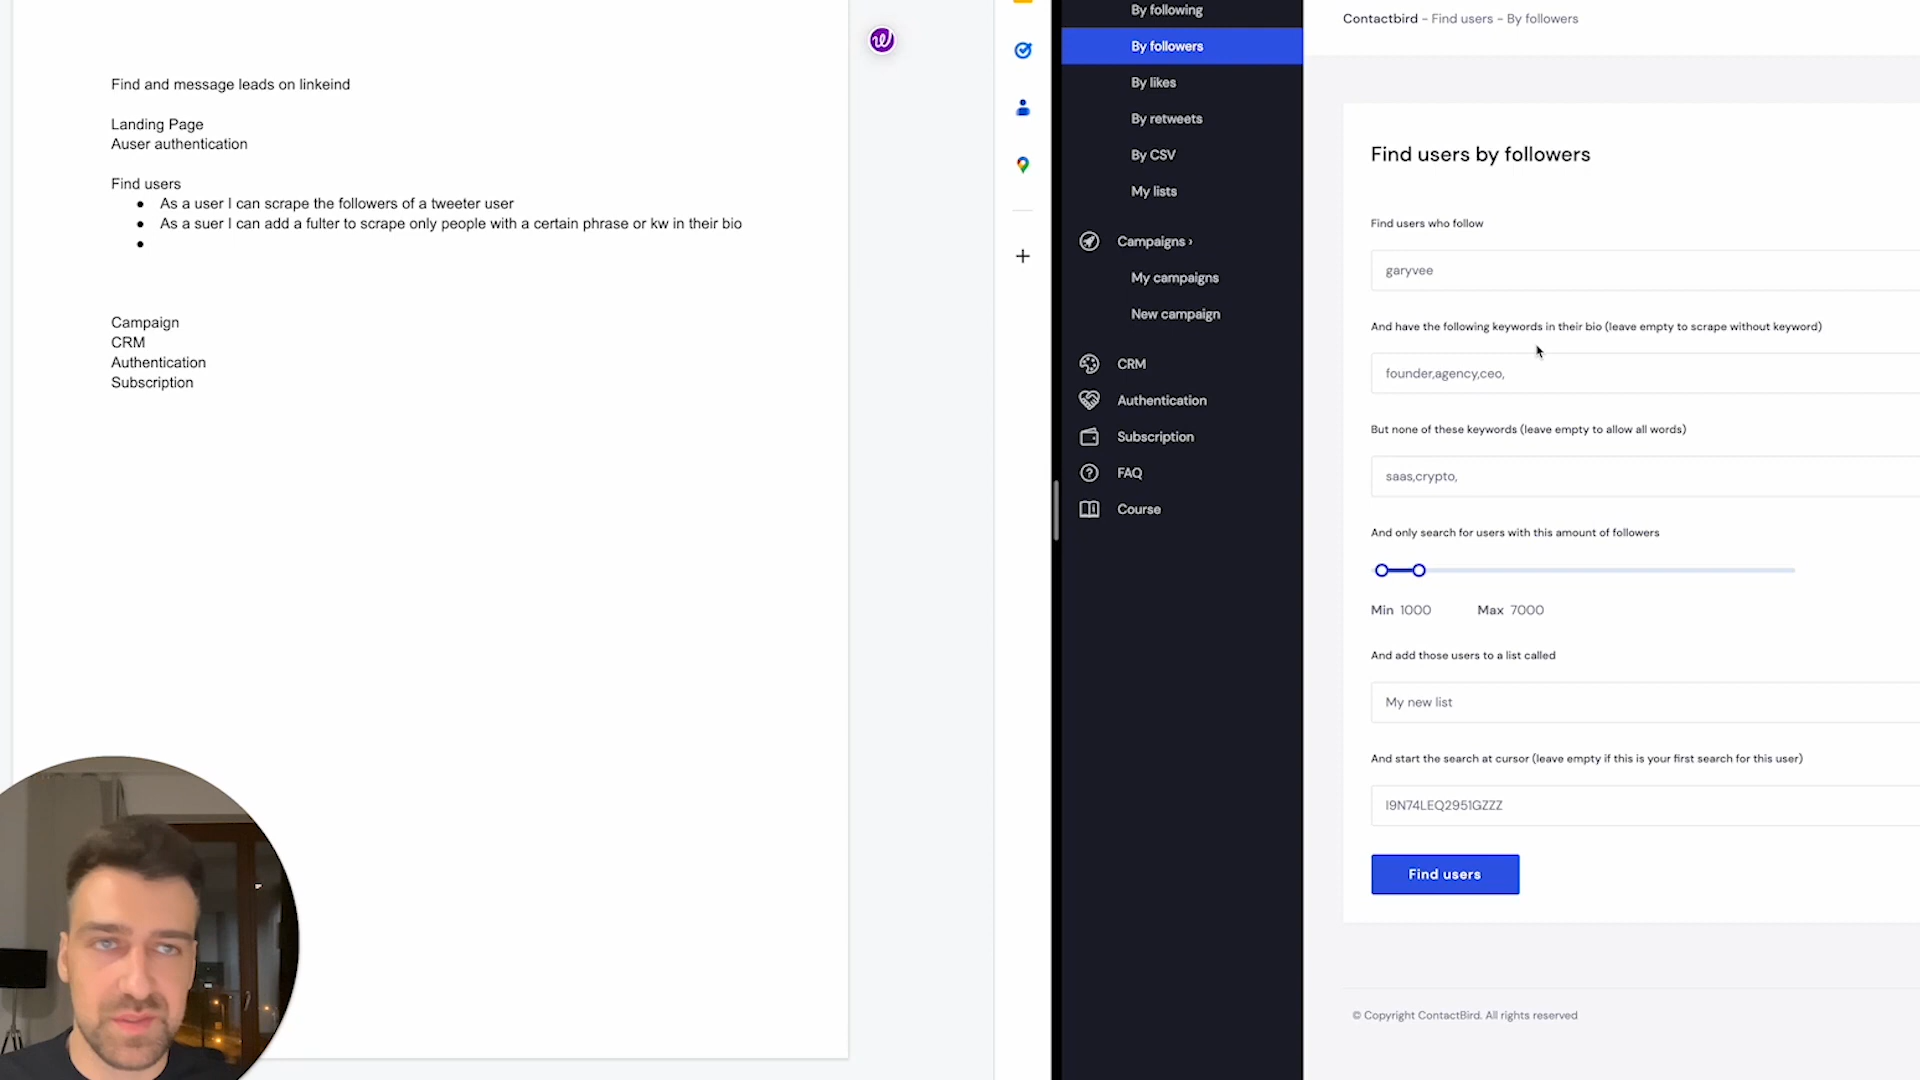 Find and message leads on linkeind
Landing Page
Auser authentication
Find users
As a user I can scrape the followers of a tweeter user
As a suer I can add a fulter to scrape only people with a certain phrase or kw in their bio
Campaign
CRM
Authentication
Subscription
By following
By followers
By likes
By retweets
By CSV
My lists
Campaigns ›
My campaigns
New campaign
CRM
Authentication
Subscription
FAQ
Course
Contactbird - Find users - By followers
Find users by followers
Find users who follow
garyvee
And have the following keywords in their bio (leave empty to scrape without keyword)
founder,agency,ceo,
But none of these keywords (leave empty to allow all words)
saas,crypto,
And only search for users with this amount of followers
Min 1000 Max 7000
And add those users to a list called
My new list
And start the search at cursor (leave empty if this is your first search for this user)
I9N74LEQ2951GZZZ
Find users
© Copyright ContactBird. All rights reserved